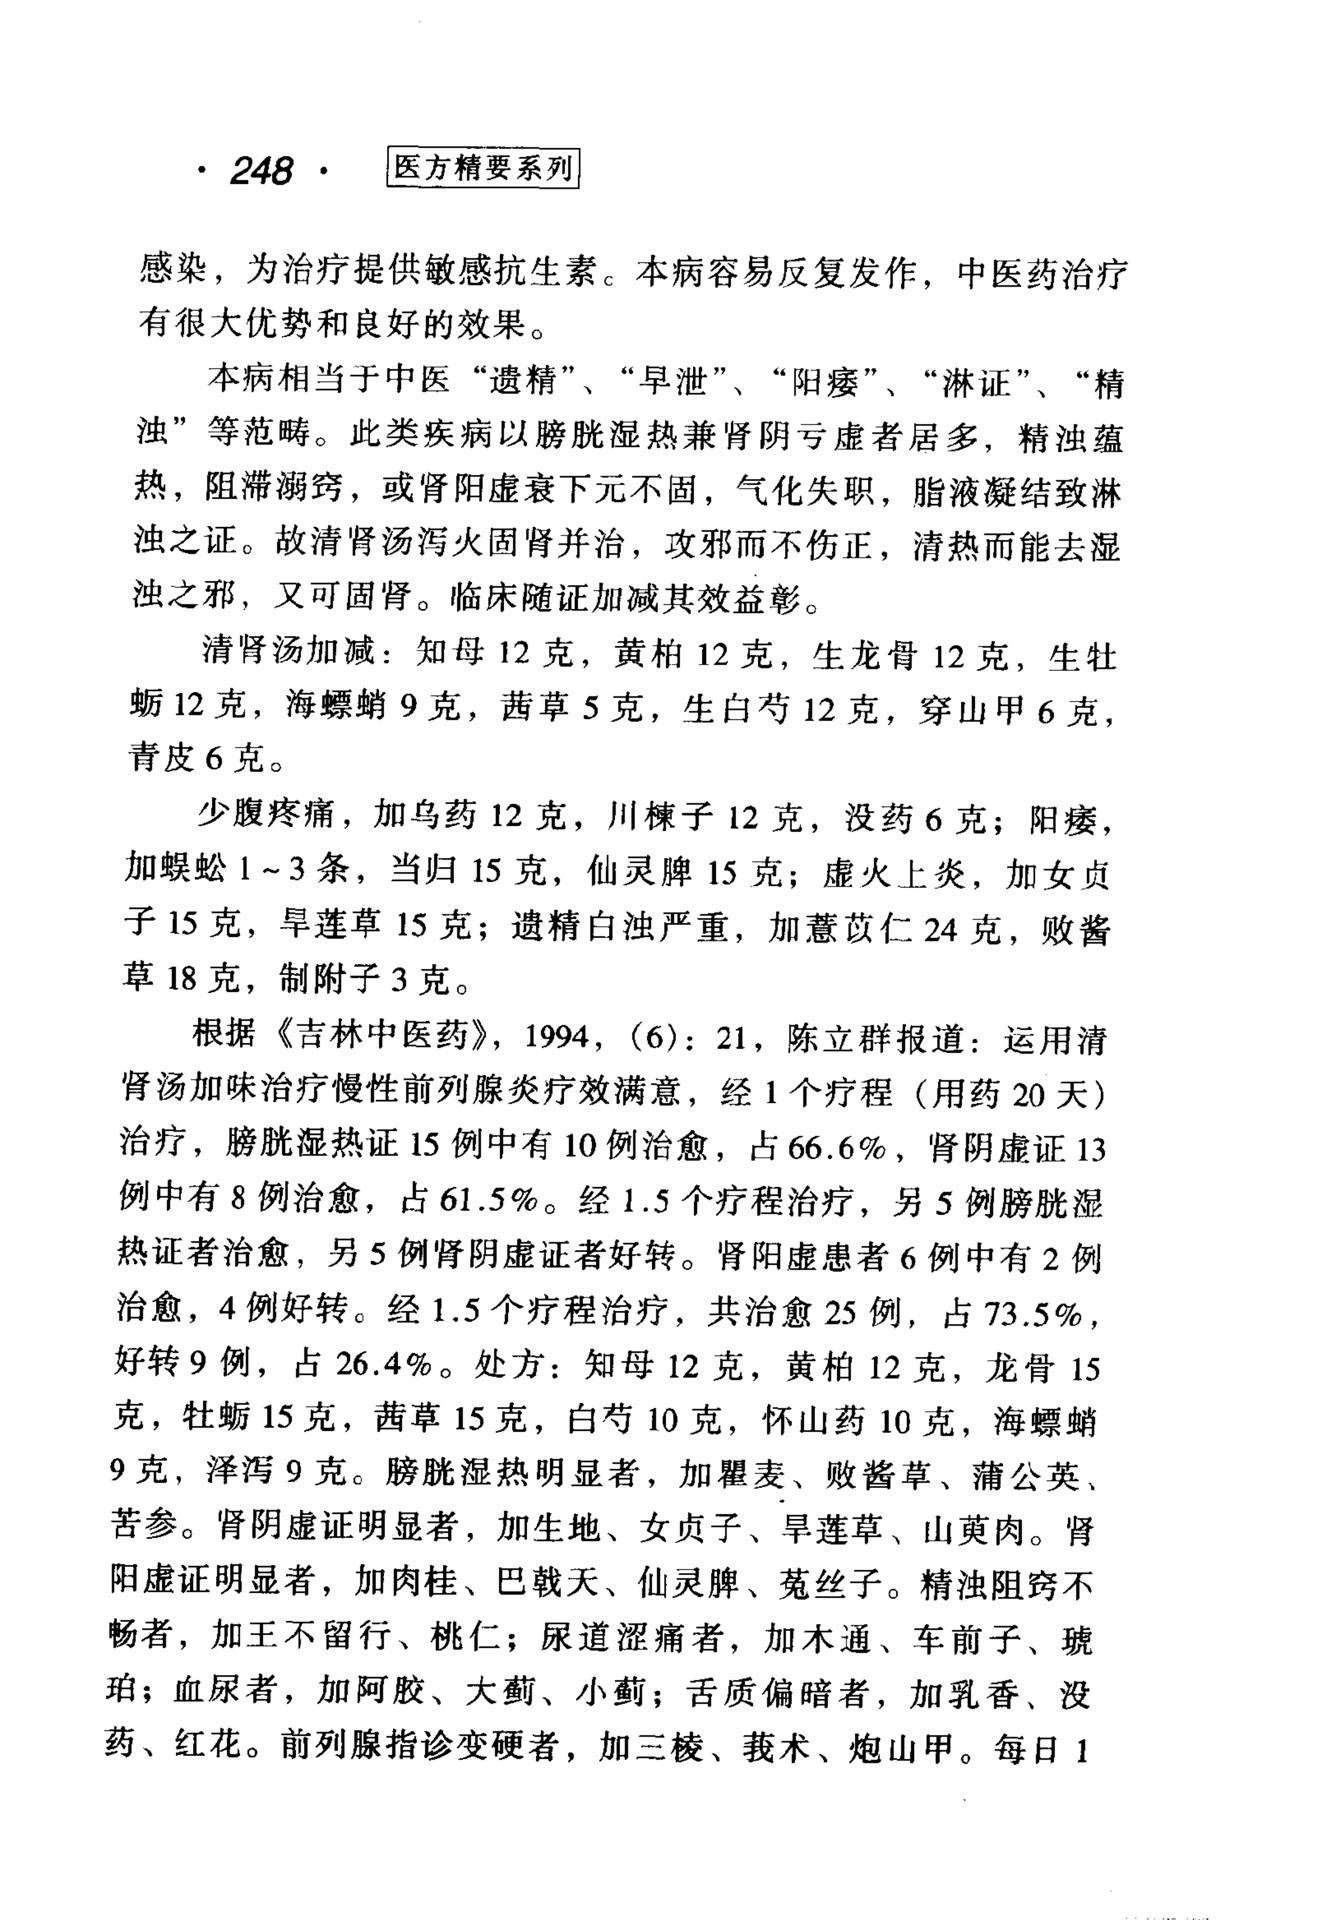 · 248 · 医方精要系列
感染，为治疗提供敏感抗生素。本病容易反复发作，中医药治疗
有很大优势和良好的效果。
本病相当于中医“遗精”、“早泄”、“阳痿”、“淋证”、“精
浊”等范畴。此类疾病以膀胱湿热兼肾阴亏虚者居多，精浊蕴
热，阻滞溺窍，或肾阳虚衰下元不固，气化失职，脂液凝结致淋
浊之证。故清肾汤泻火固肾并治，攻邪而不伤正，清热而能去湿
浊之邪，又可固肾。临床随证加减其效益彰。
清肾汤加减：知母 12 克，黄柏 12 克，生龙骨 12 克，生牡
蛎 12 克，海螵蛸 9 克，茜草 5 克，生白芍 12 克，穿山甲 6 克，
青皮 6 克。
少腹疼痛，加乌药 12 克，川楝子 12 克，没药 6 克；阳痿，
加蜈蚣 1~3 条，当归 15 克，仙灵脾 15 克；虚火上炎，加女贞
子 15 克，旱莲草 15 克；遗精白浊严重，加薏苡仁 24 克，败酱
草 18 克，制附子 3 克。
根据《吉林中医药》，1994，（6）：21，陈立群报道：运用清
肾汤加味治疗慢性前列腺炎疗效满意，经 1 个疗程（用药 20 天）
治疗，膀胱湿热证 15 例中有 10 例治愈，占 66.6%，肾阴虚证 13
例中有 8 例治愈，占 61.5%。经 1.5 个疗程治疗，另 5 例膀胱湿
热证者治愈，另 5 例肾阴虚证者好转。肾阳虚患者 6 例中有 2 例
治愈，4 例好转。经 1.5 个疗程治疗，共治愈 25 例，占 73.5%，
好转 9 例，占 26.4%。处方：知母 12 克，黄柏 12 克，龙骨 15
克，牡蛎 15 克，茜草 15 克，白芍 10 克，怀山药 10 克，海螵蛸
9 克，泽泻 9 克。膀胱湿热明显者，加瞿麦、败酱草、蒲公英、
苦参。肾阴虚证明显者，加生地、女贞子、旱莲草、山萸肉。肾
阳虚证明显者，加肉桂、巴戟天、仙灵脾、菟丝子。精浊阻窍不
畅者，加王不留行、桃仁；尿道涩痛者，加木通、车前子、琥
珀；血尿者，加阿胶、大蓟、小蓟；舌质偏暗者，加乳香、没
药、红花。前列腺指诊变硬者，加三棱、莪术、炮山甲。每日 1